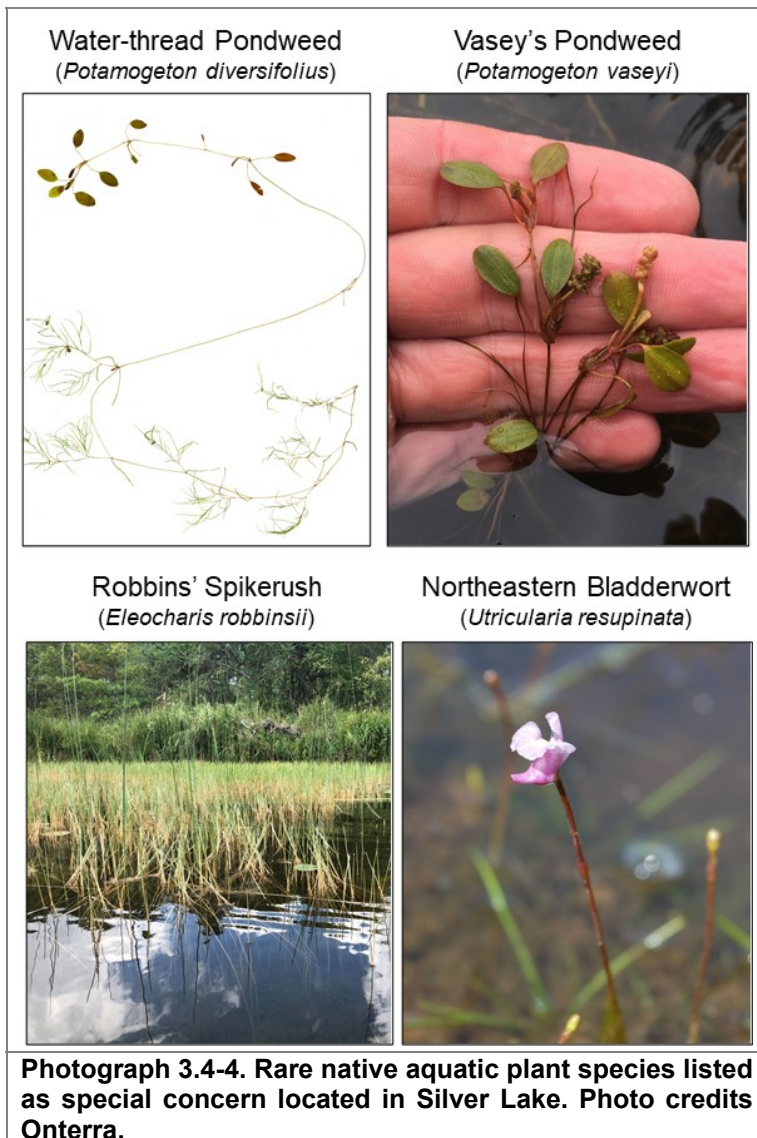 Water-thread Pondweed
(Potamogeton diversifolius)
Vasey's Pondweed
(Potamogeton vaseyi)
Robbins' Spikerush
(Eleocharis robbinsii)
Northeastern Bladderwort
(Utricularia resupinata)
Photograph 3.4-4. Rare native aquatic plant species listed
as special concern located in Silver Lake. Photo credits
Onterra.